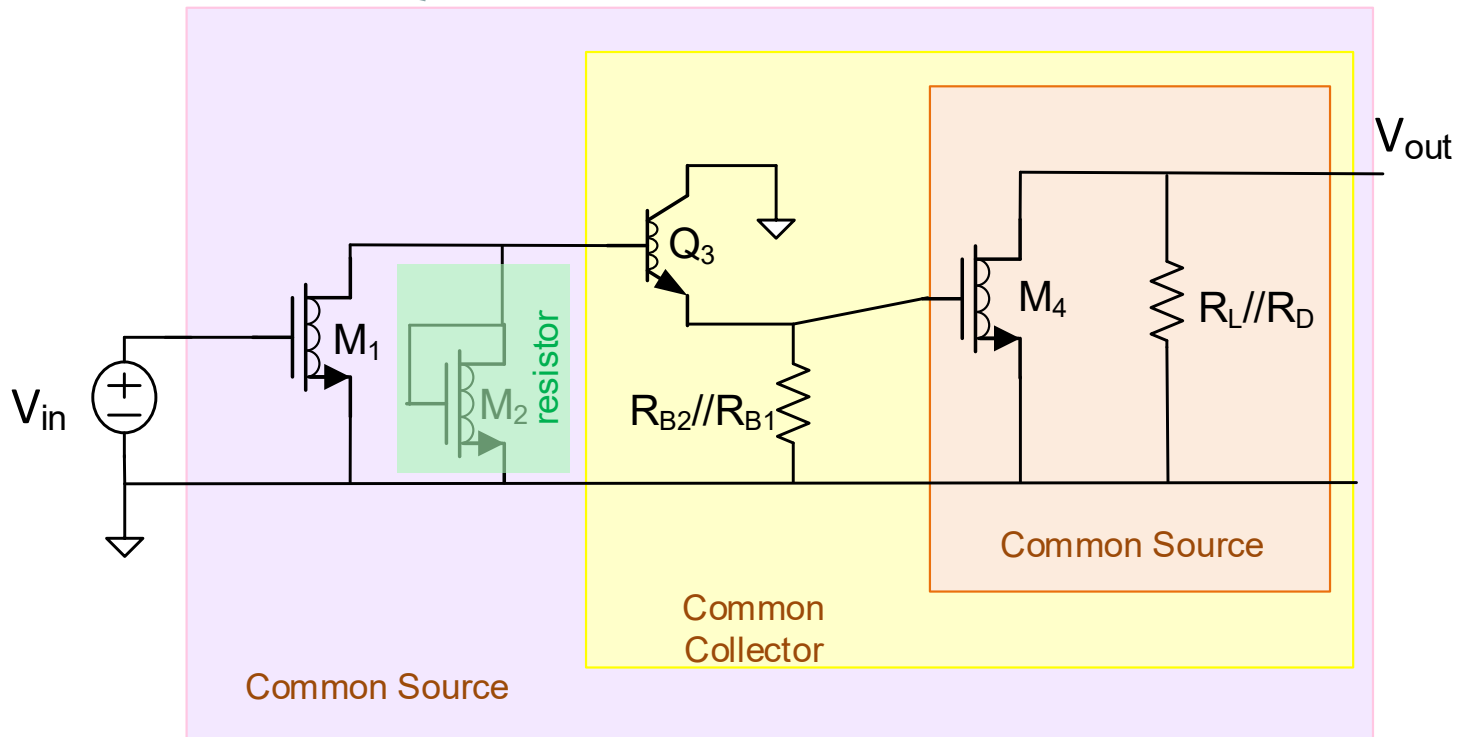 Vout
Q3
M1
M4
RL//RD
resistor
M2
Vin
RB2//RB1
Common Source
Common
Collector
Common Source